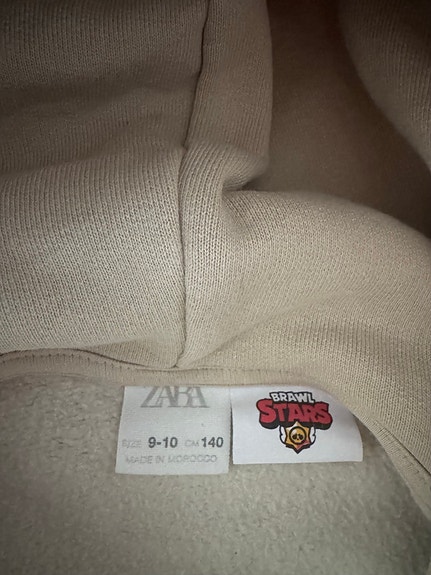 ZARA
SIZE 9-10 CM 140
MADE IN MOROCCO
BRAWL
STARS